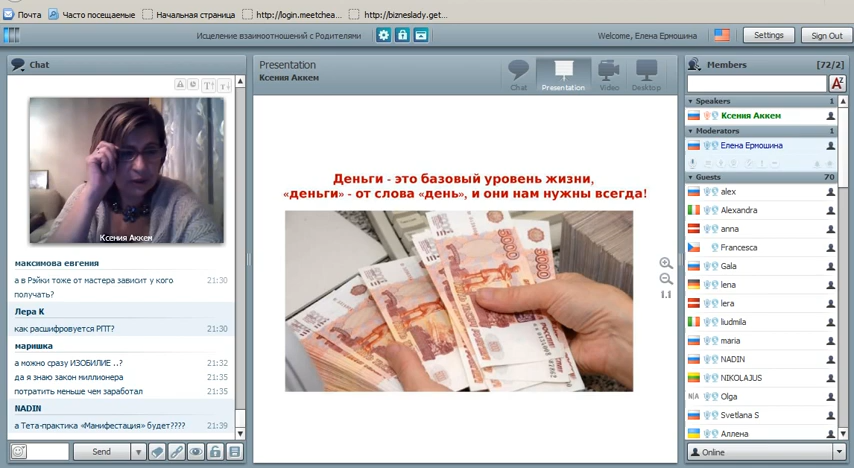 Почта
Часто посещаемые
Начальная страница
http://login.meetchea...
http://bizneslady.get...
Исцеление взаимоотношений с Родителями
Welcome, Елена Ермошина
Settings
Sign Out
Chat
T↑
T↓
Ксения Аккем
максимова евгения
а в Рэйки тоже от мастера зависит у кого 21:30
получать?
Лера К
как расшифровуется РПТ? 21:30
маришка
а можно сразу ИЗОБИЛИЕ ..? 21:32
да я знаю закон миллионера 21:35
потратить меньше чем заработал 21:35
NADIN
а Тета-практика «Манифестация» будет???? 21:39
Send
Presentation
Ксения Аккем
Chat
Presentation
Video
Desktop
Деньги - это базовый уровень жизни,
«деньги» - от слова «день», и они нам нужны всегда!
5000
5000
1:1
Members [72/2]
AZ
Speakers 1
Ксения Аккем
Moderators 1
Елена Ермошина
Guests 70
alex
Alexandra
anna
Francesca
Gala
lena
lera
liudmila
maria
NADIN
NIKOLAJUS
N/A Olga
Svetlana S
Аллена
Online